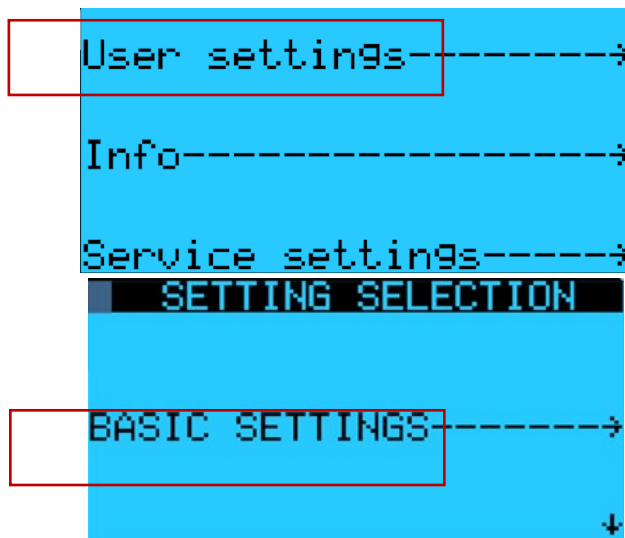 User settings--------→
Info-----------------→
Service settings-----→
SETTING SELECTION
BASIC SETTINGS-------→
↓